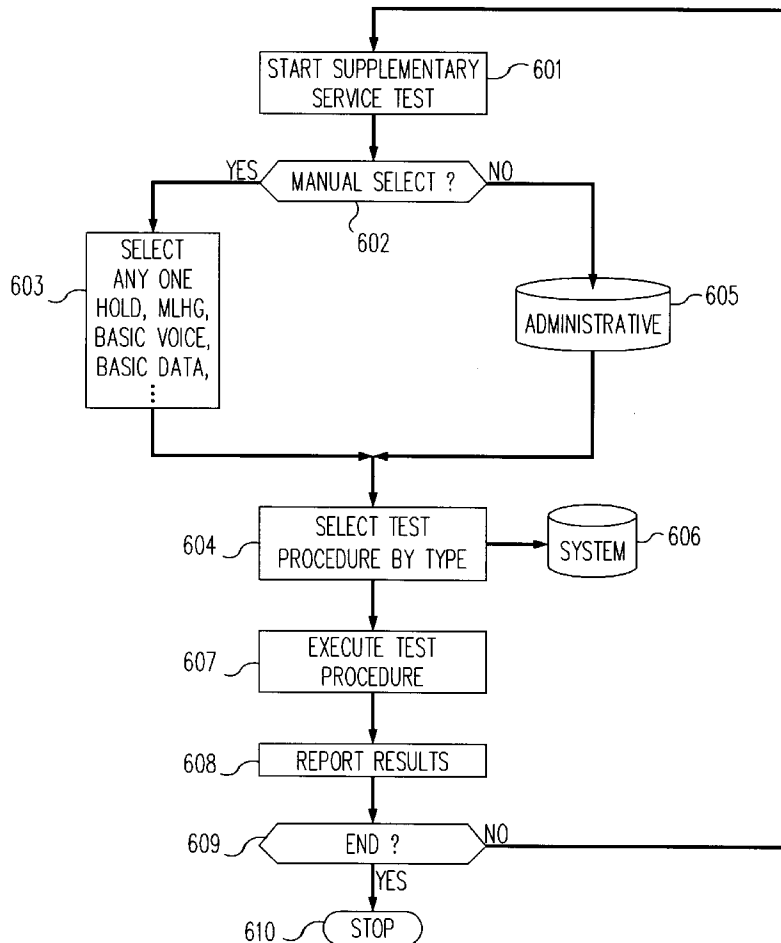 START SUPPLEMENTARY
SERVICE TEST
601
YES
MANUAL SELECT ?
NO
602
603
SELECT
ANY ONE
HOLD, MLHG,
BASIC VOICE,
BASIC DATA,
⋮
ADMINISTRATIVE
605
604
SELECT TEST
PROCEDURE BY TYPE
SYSTEM
606
607
EXECUTE TEST
PROCEDURE
608
REPORT RESULTS
609
END ?
NO
YES
610
STOP